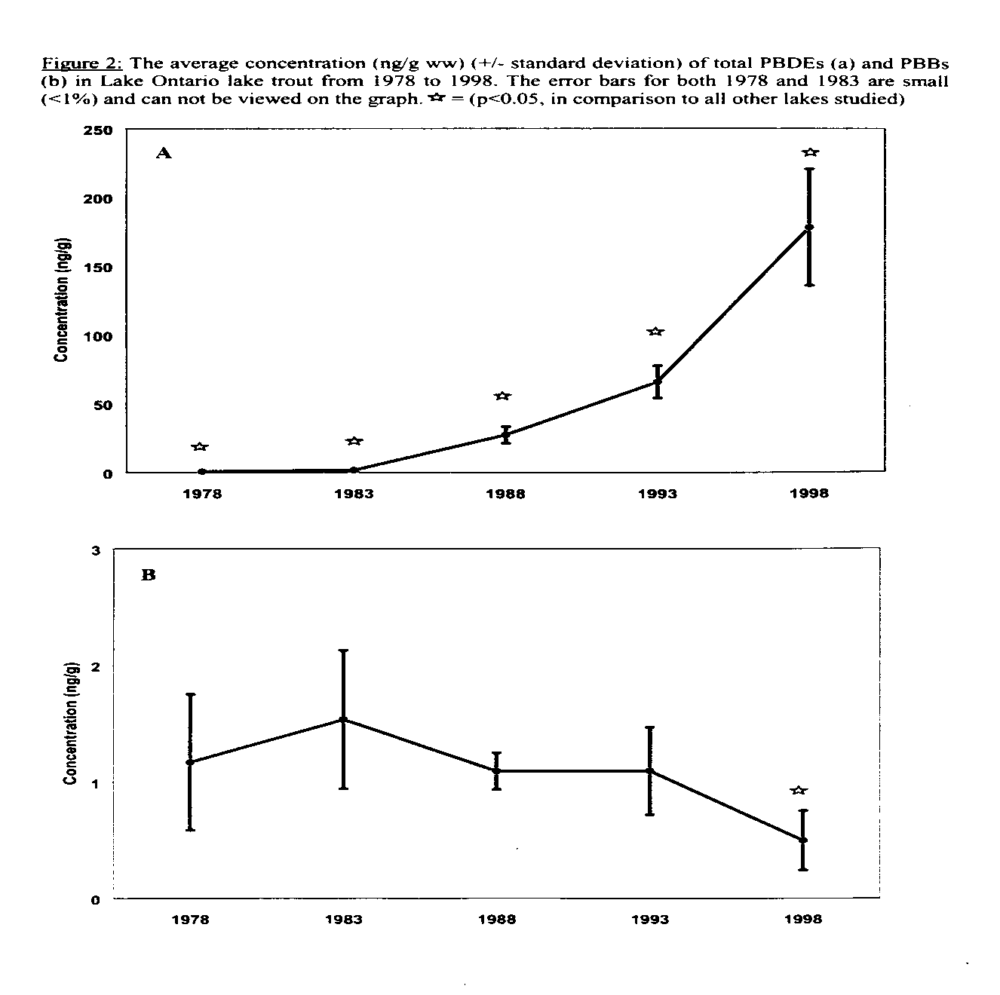 Figure 2: The average concentration (ng/g ww) (+/- standard deviation) of total PBDEs (a) and PBBs
(b) in Lake Ontario lake trout from 1978 to 1998. The error bars for both 1978 and 1983 are small
(<1%) and can not be viewed on the graph. ☆ = (p<0.05, in comparison to all other lakes studied)
250
A
200
150
100
50
0
Concentration (ng/g)
1978 1983 1988 1993 1998
3
B
2
1
0
Concentration (ng/g)
1978 1983 1988 1993 1998